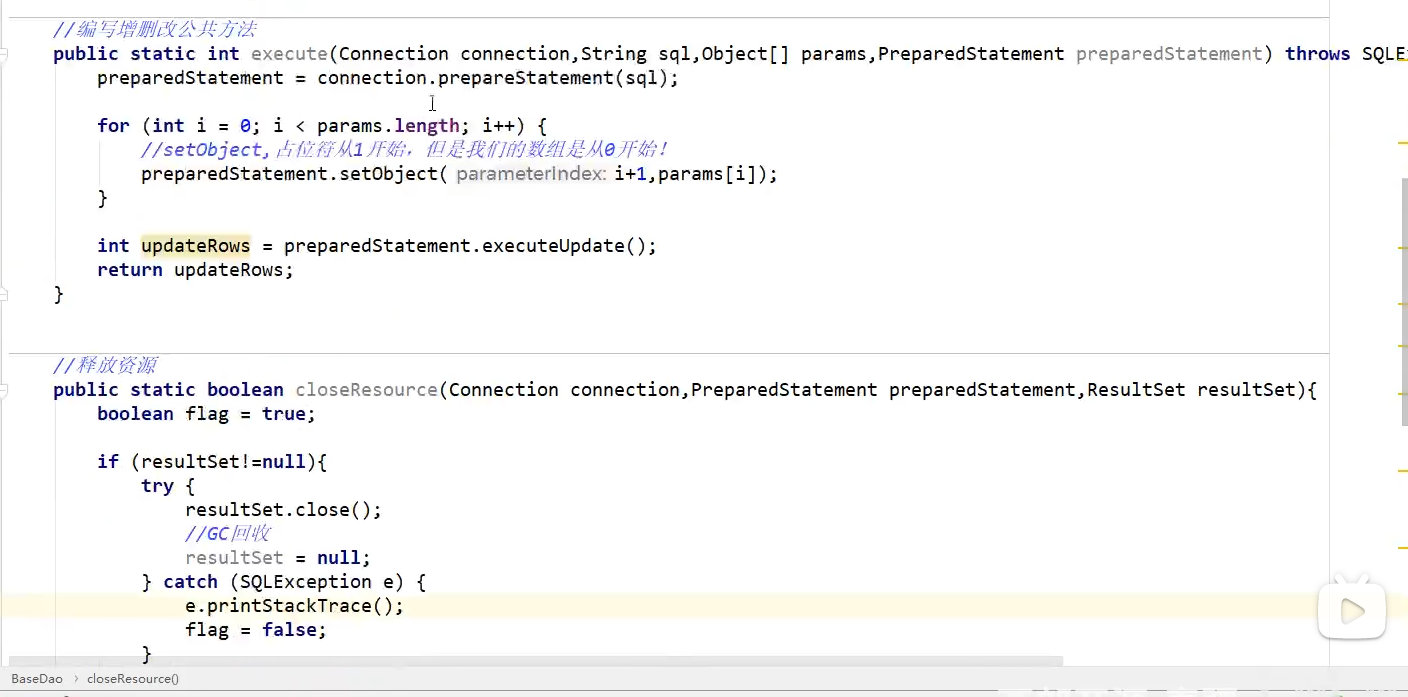 //编写增删改公共方法
public static int execute(Connection connection,String sql,Object[] params,PreparedStatement preparedStatement) throws SQLE
preparedStatement = connection.prepareStatement(sql);
for (int i = 0; i < params.length; i++) {
//setObject,占位符从1开始，但是我们的数组是从0开始！
preparedStatement.setObject( parameterIndex: i+1,params[i]);
}
int updateRows = preparedStatement.executeUpdate();
return updateRows;
}
//释放资源
public static boolean closeResource(Connection connection,PreparedStatement preparedStatement,ResultSet resultSet){
boolean flag = true;
if (resultSet!=null){
try {
resultSet.close();
//GC回收
resultSet = null;
} catch (SQLException e) {
e.printStackTrace();
flag = false;
}
BaseDao › closeResource()